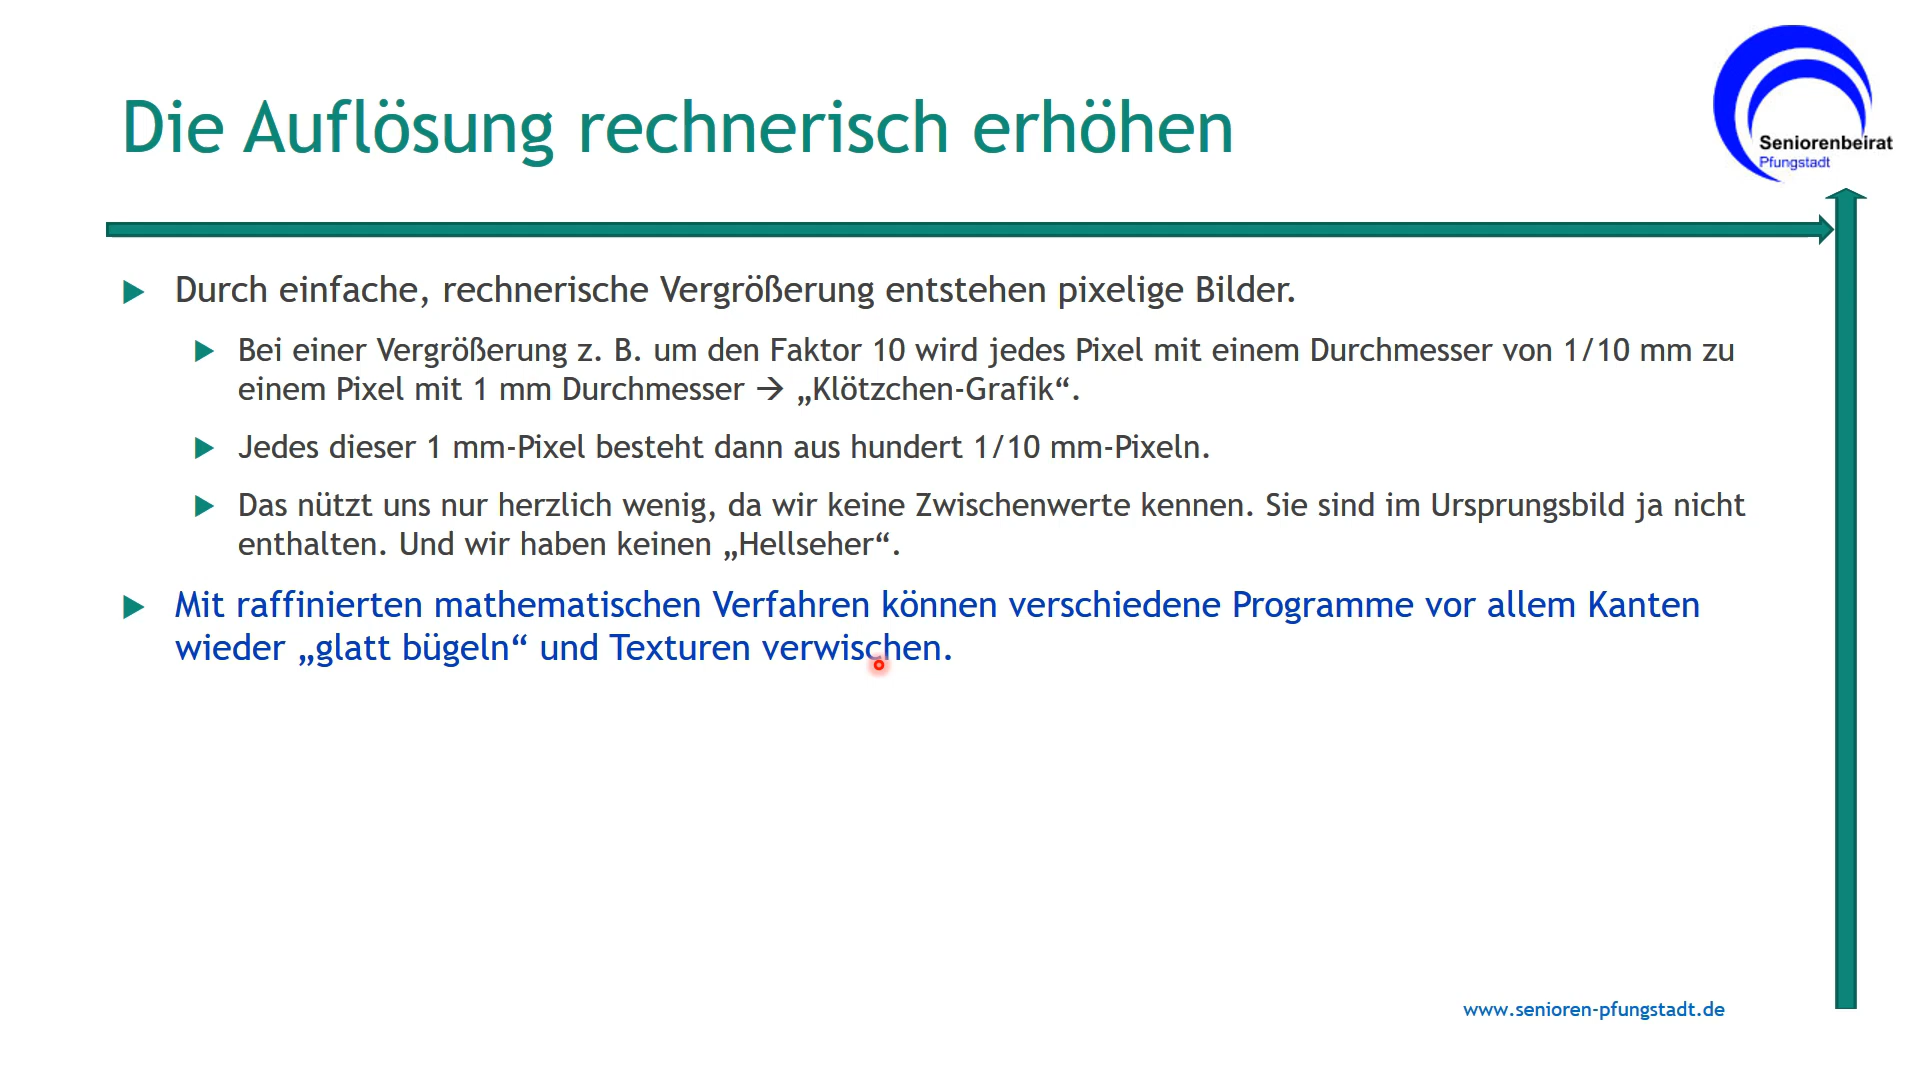 Die Auflösung rechnerisch erhöhen
Seniorenbeirat
Pfungstadt
Durch einfache, rechnerische Vergrößerung entstehen pixelige Bilder.
Bei einer Vergrößerung z. B. um den Faktor 10 wird jedes Pixel mit einem Durchmesser von 1/10 mm zu
einem Pixel mit 1 mm Durchmesser → „Klötzchen-Grafik“.
Jedes dieser 1 mm-Pixel besteht dann aus hundert 1/10 mm-Pixeln.
Das nützt uns nur herzlich wenig, da wir keine Zwischenwerte kennen. Sie sind im Ursprungsbild ja nicht
enthalten. Und wir haben keinen „Hellseher“.
Mit raffinierten mathematischen Verfahren können verschiedene Programme vor allem Kanten
wieder „glatt bügeln“ und Texturen verwischen.
www.senioren-pfungstadt.de